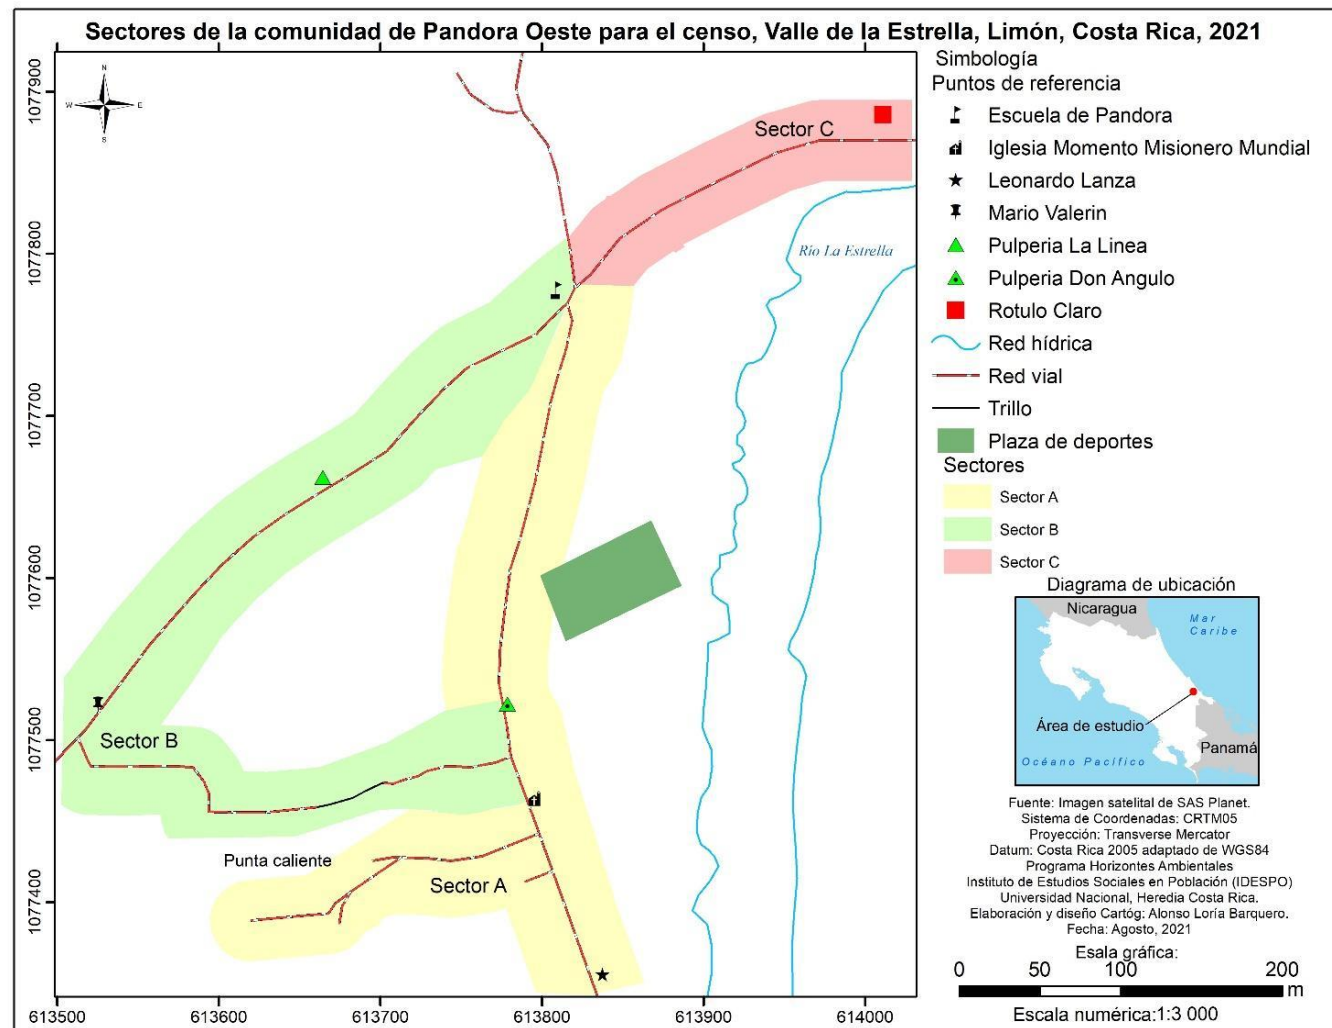 Sectores de la comunidad de Pandora Oeste para el censo, Valle de la Estrella, Limón, Costa Rica, 2021
N
W
E
S
1077900
1077800
1077700
1077600
1077500
1077400
613500
613600
613700
613800
613900
614000
Sector C
Río La Estrella
Sector B
Punta caliente
Sector A
Simbología
Puntos de referencia
Escuela de Pandora
Iglesia Momento Misionero Mundial
Leonardo Lanza
Mario Valerin
Pulperia La Linea
Pulperia Don Angulo
Rotulo Claro
Red hídrica
Red vial
Trillo
Plaza de deportes
Sectores
Sector A
Sector B
Sector C
Diagrama de ubicación
Nicaragua
Mar
Caribe
Área de estudio
Panamá
Océano Pacífico
Fuente: Imagen satelital de SAS Planet.
Sistema de Coordenadas: CRTM05
Proyección: Transverse Mercator
Datum: Costa Rica 2005 adaptado de WGS84
Programa Horizontes Ambientales
Instituto de Estudios Sociales en Población (IDESPO)
Universidad Nacional, Heredia Costa Rica.
Elaboración y diseño Cartóg: Alonso Loría Barquero.
Fecha: Agosto, 2021
Esala gráfica:
0 50 100 200
m
Escala numérica:1:3 000